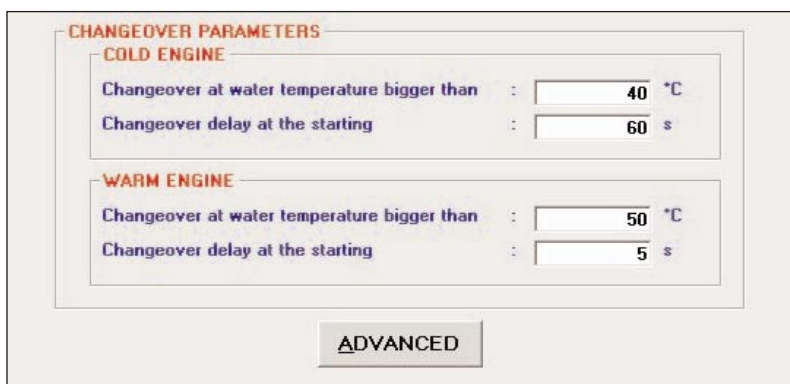 CHANGEOVER PARAMETERS
COLD ENGINE
Changeover at water temperature bigger than : 40 °C
Changeover delay at the starting : 60 s
WARM ENGINE
Changeover at water temperature bigger than : 50 °C
Changeover delay at the starting : 5 s
ADVANCED